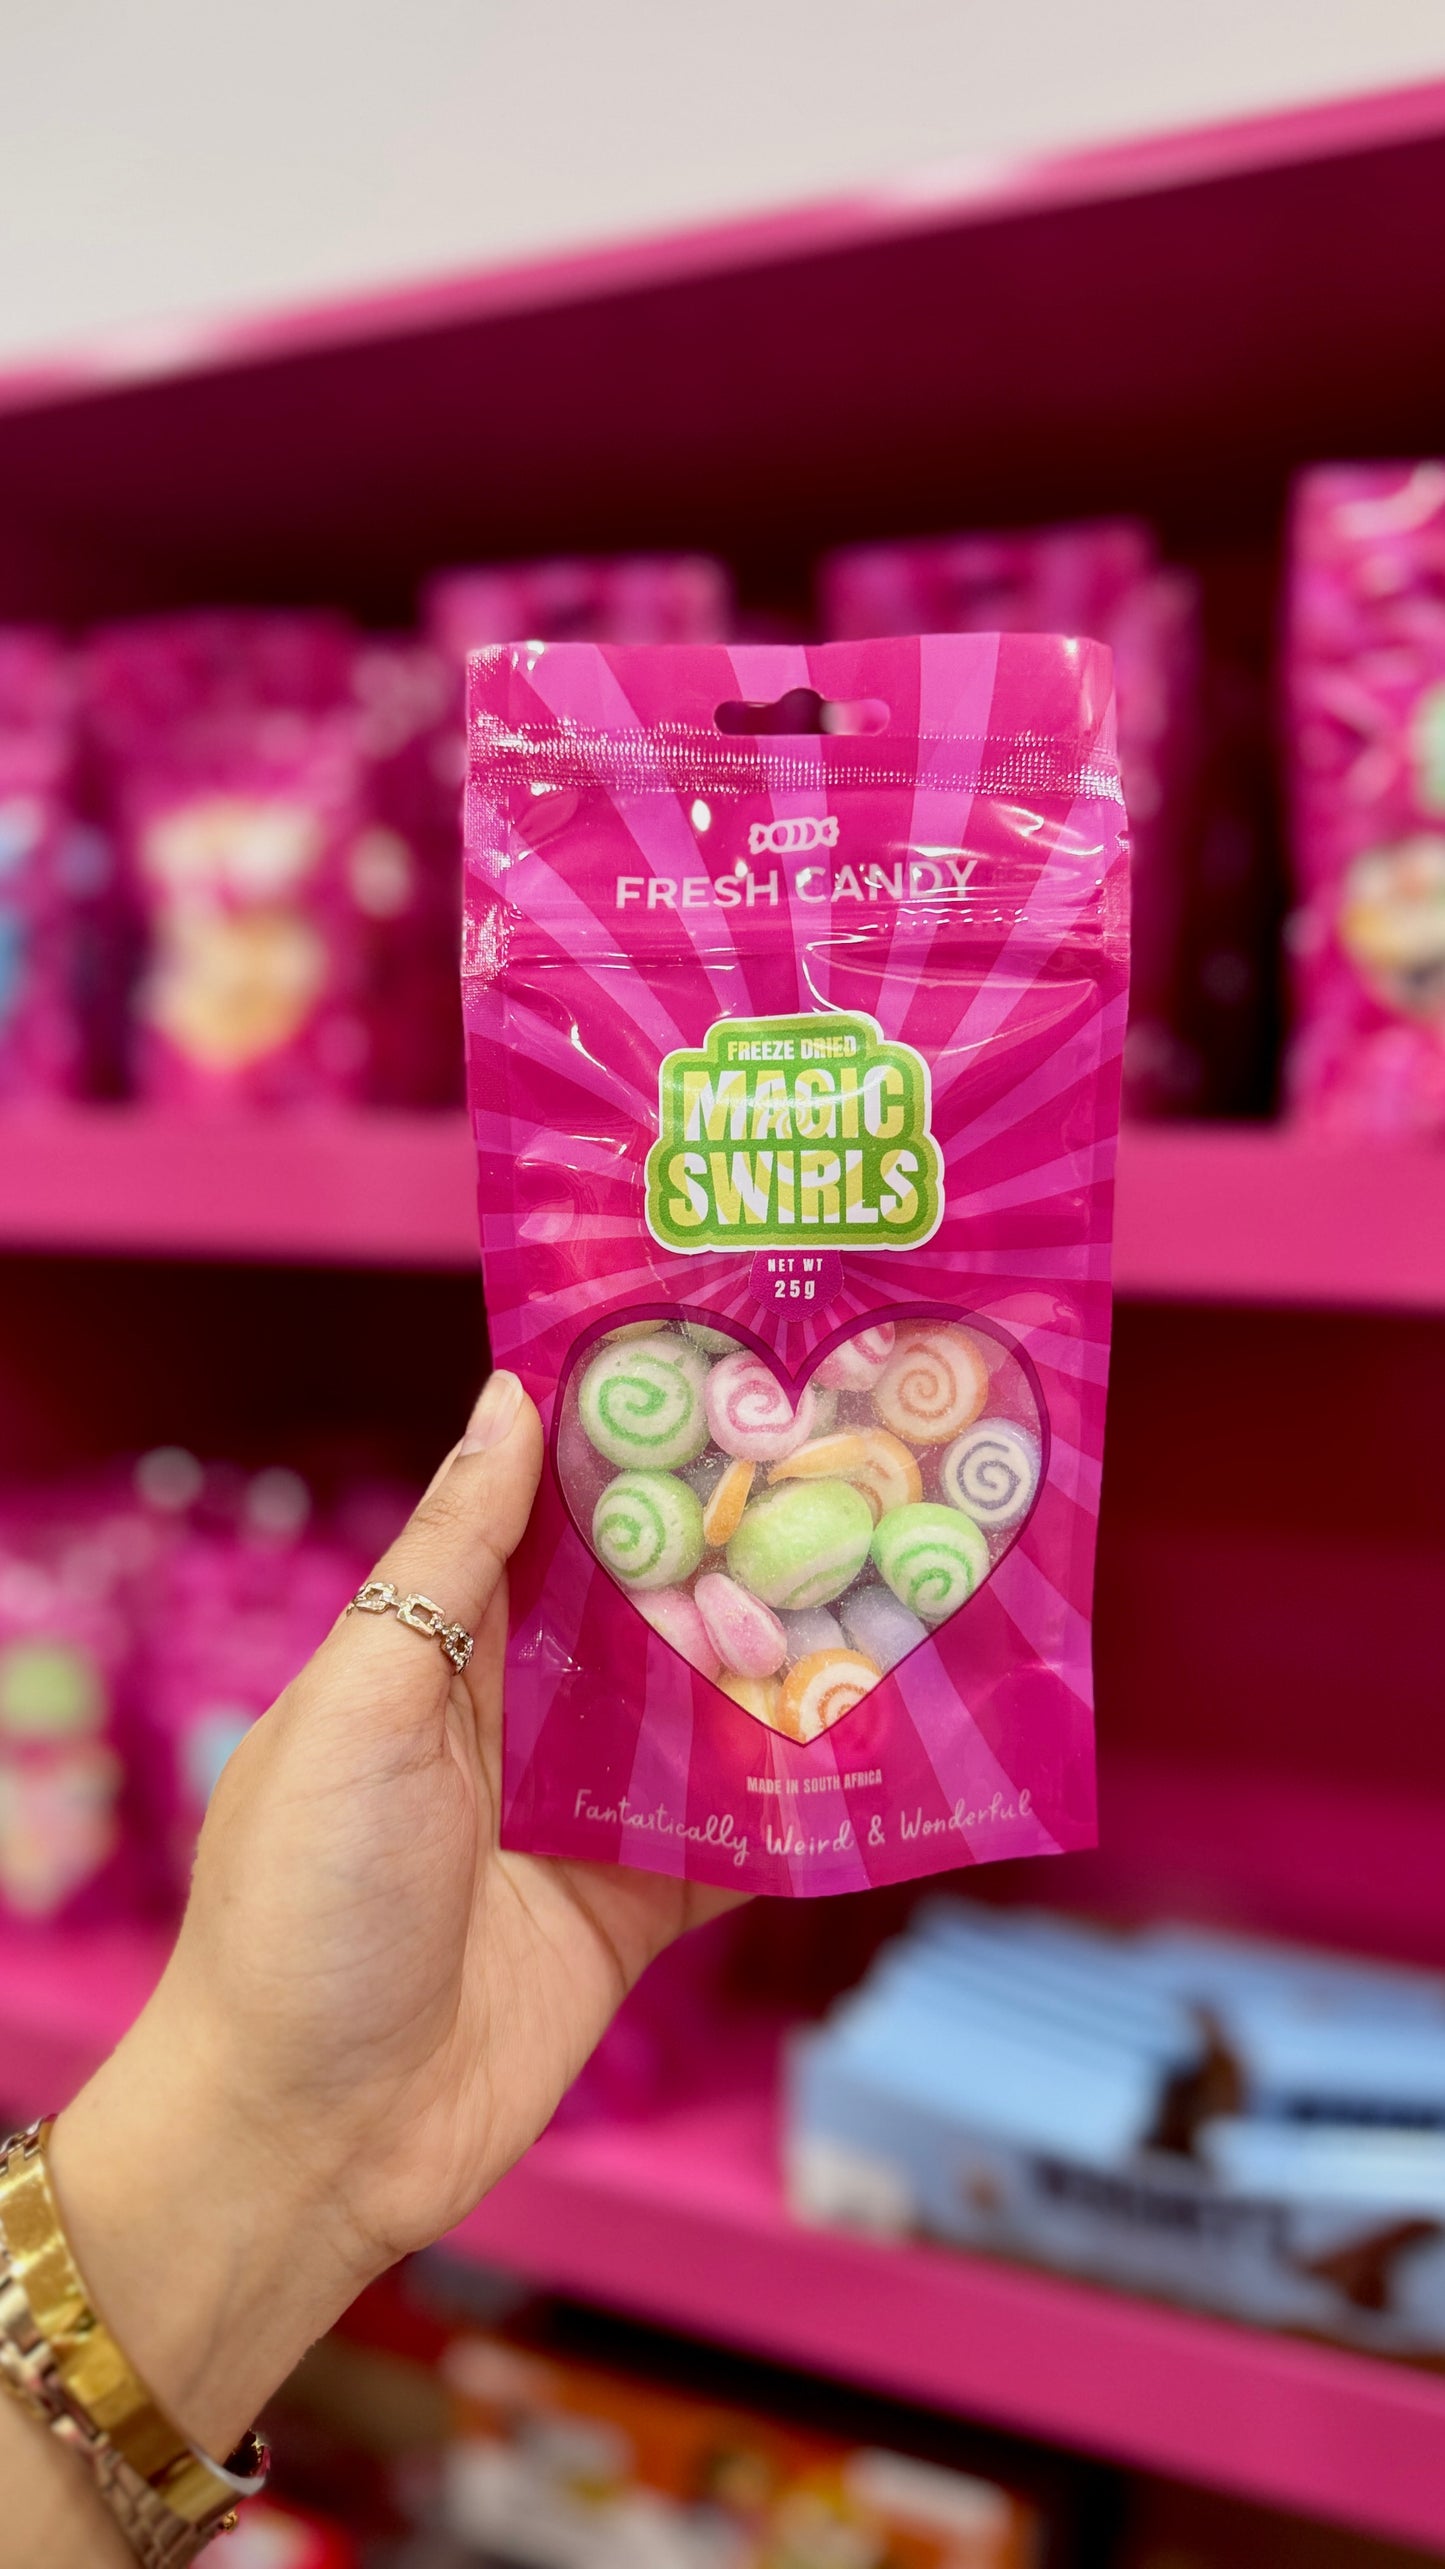 FRESH CANDY
FREEZE DRIED
MAGIC
SWIRLS
NET WT
25g
MADE IN SOUTH AFRICA
Fantastically Weird & Wonderful